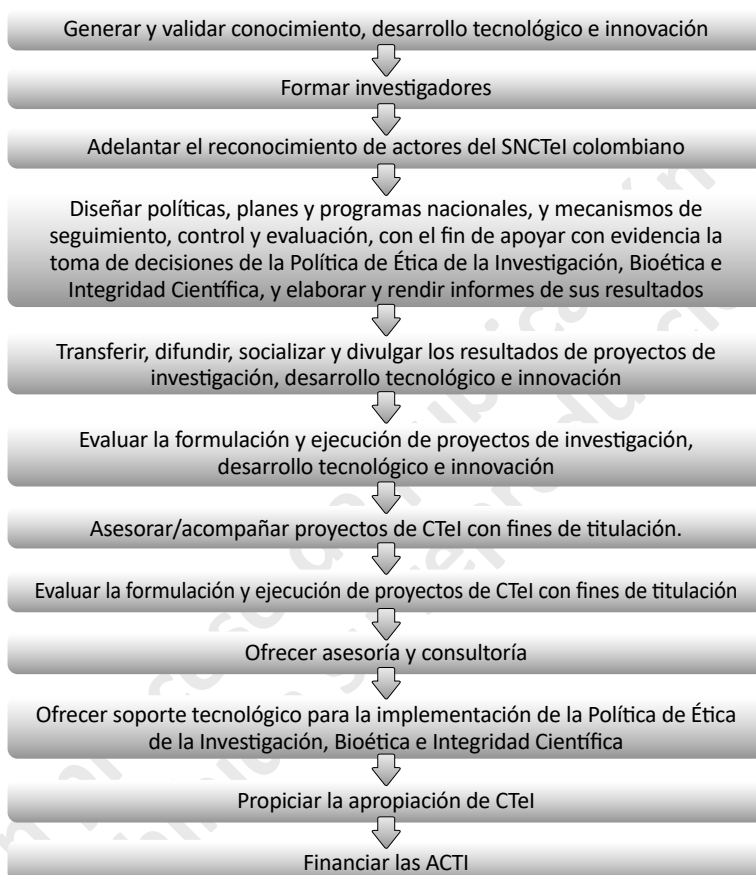 Generar y validar conocimiento, desarrollo tecnológico e innovación
Formar investigadores
Adelantar el reconocimiento de actores del SNCTeI colombiano
Diseñar políticas, planes y programas nacionales, y mecanismos de
seguimiento, control y evaluación, con el fin de apoyar con evidencia la
toma de decisiones de la Política de Ética de la Investigación, Bioética e
Integridad Científica, y elaborar y rendir informes de sus resultados
Transferir, difundir, socializar y divulgar los resultados de proyectos de
investigación, desarrollo tecnológico e innovación
Evaluar la formulación y ejecución de proyectos de investigación,
desarrollo tecnológico e innovación
Asesorar/acompañar proyectos de CTeI con fines de titulación.
Evaluar la formulación y ejecución de proyectos de CTeI con fines de titulación
Ofrecer asesoría y consultoría
Ofrecer soporte tecnológico para la implementación de la Política de Ética
de la Investigación, Bioética e Integridad Científica
Propiciar la apropiación de CTeI
Financiar las ACTI